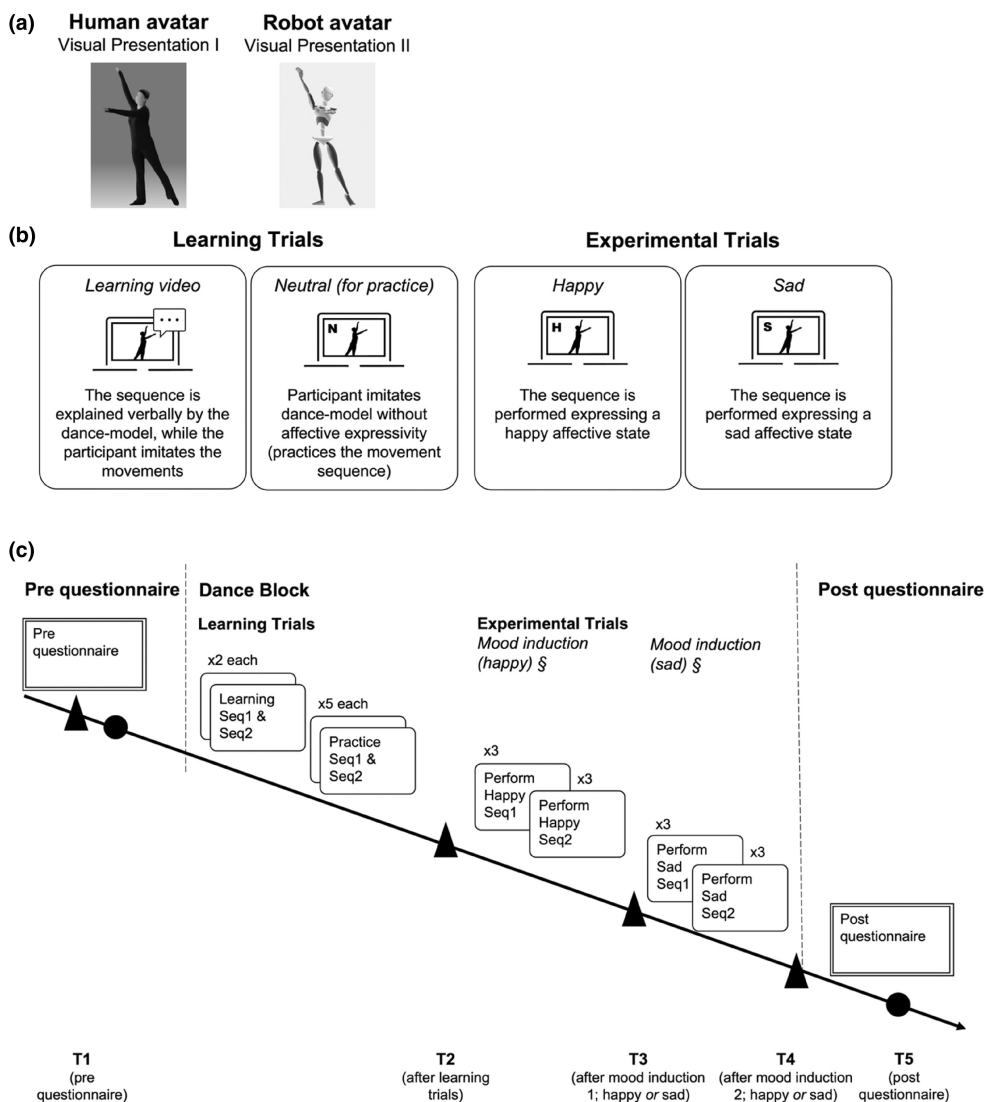 (a)
Human avatar
Visual Presentation I
Robot avatar
Visual Presentation II
(b)
Learning Trials
Experimental Trials
Learning video
The sequence is
explained verbally by the
dance-model, while the
participant imitates the
movements
Neutral (for practice)
N
Participant imitates
dance-model without
affective expressivity
(practices the movement
sequence)
Happy
H
The sequence is
performed expressing a
happy affective state
Sad
S
The sequence is
performed expressing a
sad affective state
(c)
Pre questionnaire
Dance Block
Post questionnaire
Learning Trials
Experimental Trials
Mood induction
(happy) §
Mood induction
(sad) §
Pre
questionnaire
x2 each
Learning
Seq1 &
Seq2
x5 each
Practice
Seq1 &
Seq2
x3
Perform
Happy
Seq1
x3
Perform
Happy
Seq2
x3
Perform
Sad
Seq1
x3
Perform
Sad
Seq2
Post
questionnaire
T1
(pre
questionnaire)
T2
(after learning
trials)
T3
(after mood induction
1; happy or sad)
T4
(after mood induction
2; happy or sad)
T5
(post
questionnaire)